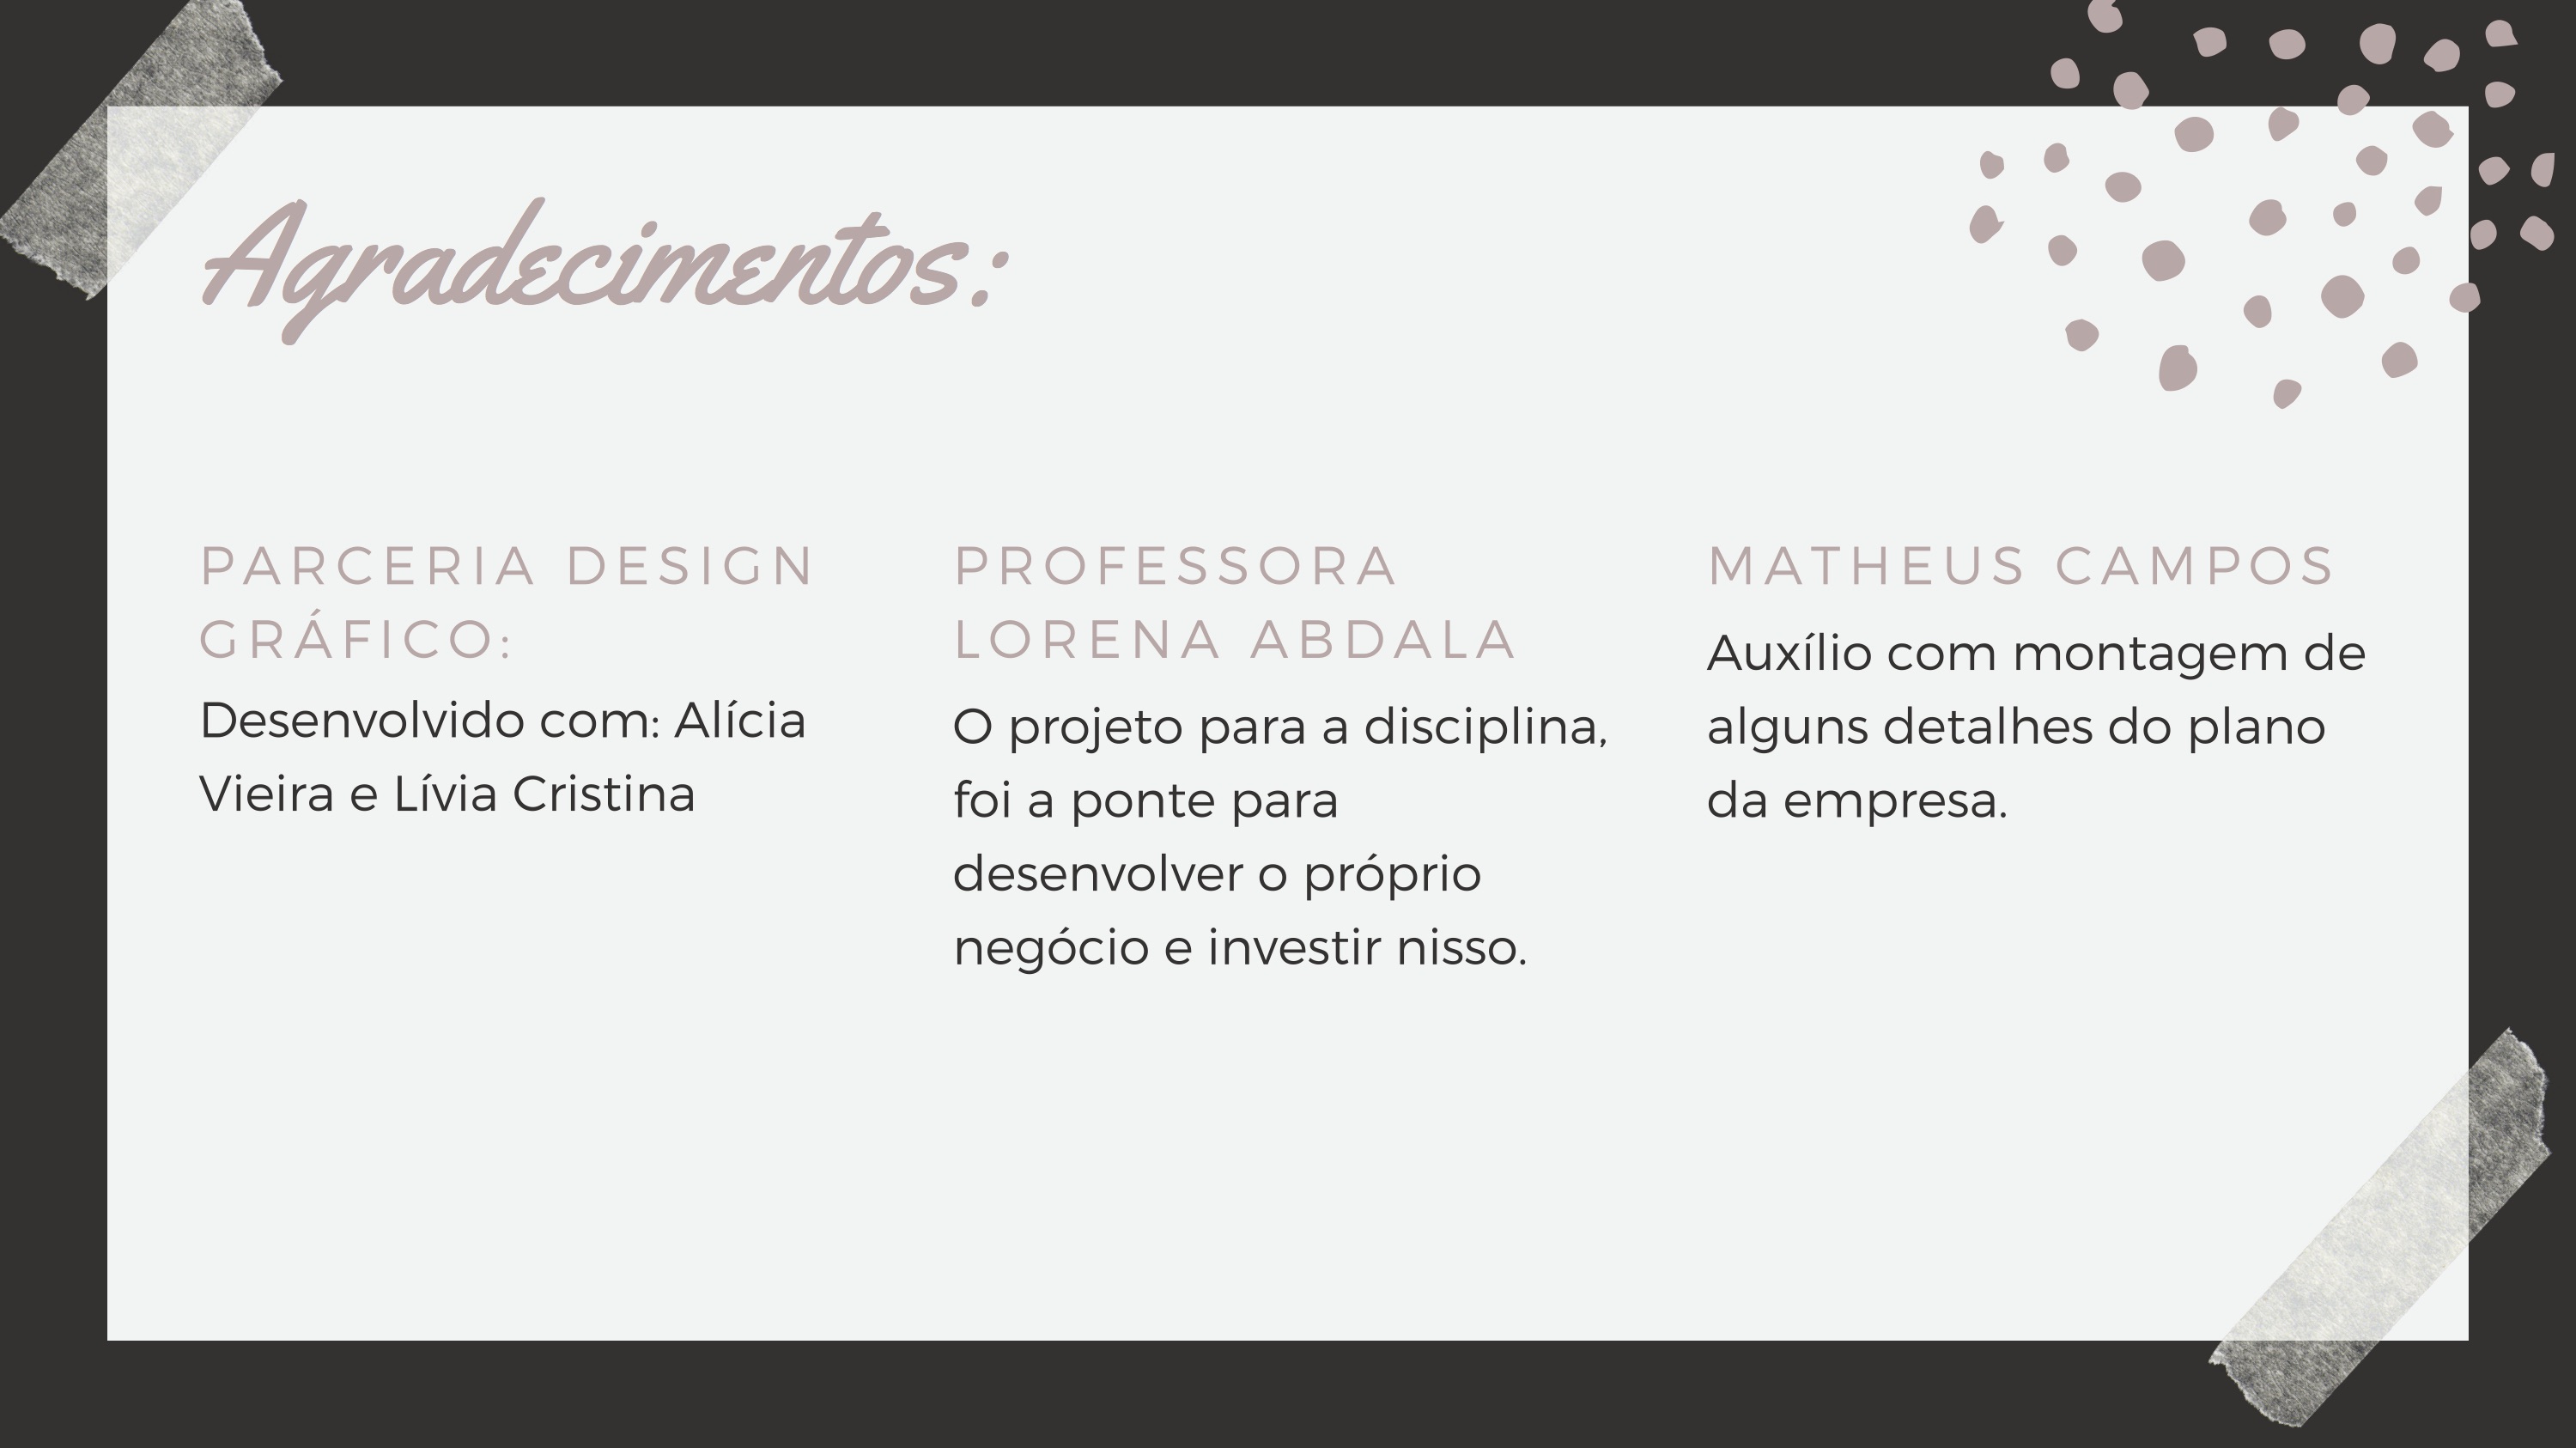 Agradecimentos:
PARCERIA DESIGN
GRÁFICO:
Desenvolvido com: Alícia
Vieira e Lívia Cristina
PROFESSORA
LORENA ABDALA
O projeto para a disciplina,
foi a ponte para
desenvolver o próprio
negócio e investir nisso.
MATHEUS CAMPOS
Auxílio com montagem de
alguns detalhes do plano
da empresa.